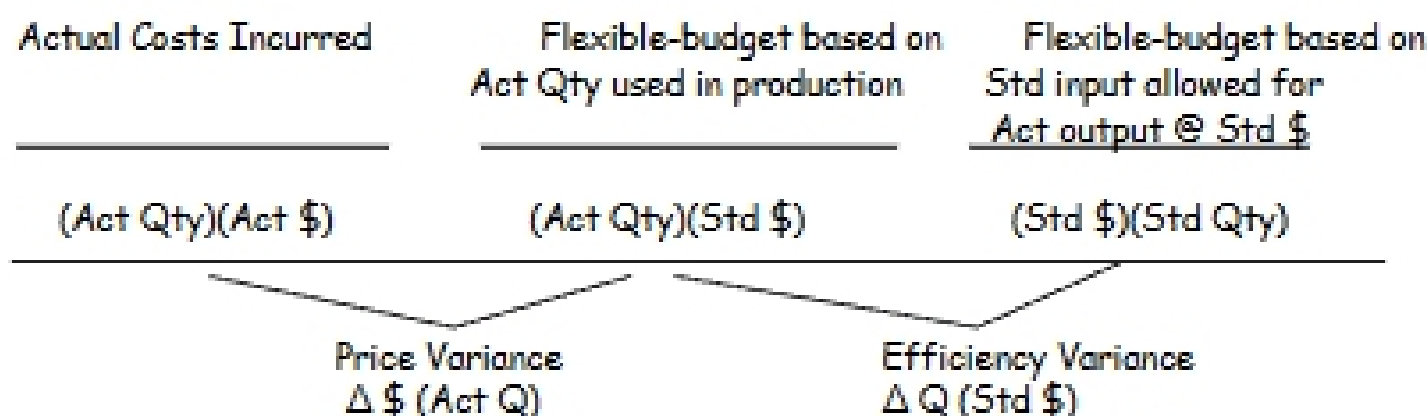 Actual Costs Incurred
Flexible-budget based on
Act Qty used in production
Flexible-budget based on
Std input allowed for
Act output @ Std $
(Act Qty)(Act $)
(Act Qty)(Std $)
(Std $)(Std Qty)
Price Variance
Δ $ (Act Q)
Efficiency Variance
Δ Q (Std $)